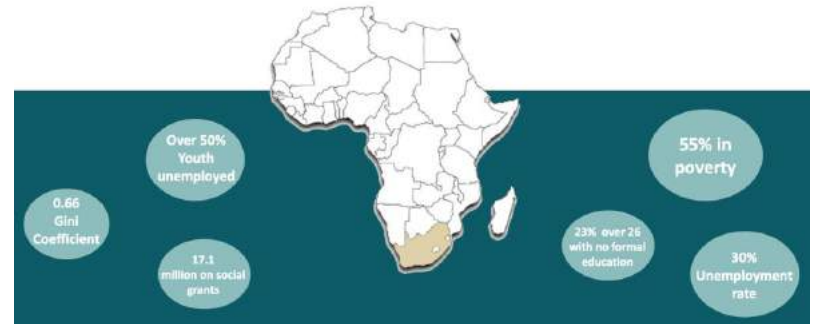 Over 50%
Youth
unemployed
0.66
Gini
Coefficient
17.1
million on social
grants
55% in
poverty
23% over 26
with no formal
education
30%
Unemployment
rate